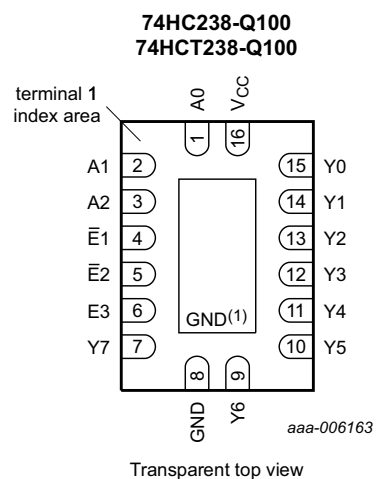 74HC238-Q100
74HCT238-Q100
terminal 1
index area
A0
VCC
1
16
A1 2
15 Y0
A2 3
14 Y1
E̅1 4
13 Y2
E̅2 5
12 Y3
E3 6
11 Y4
Y7 7
10 Y5
GND(1)
8
9
GND
Y6
aaa-006163
Transparent top view